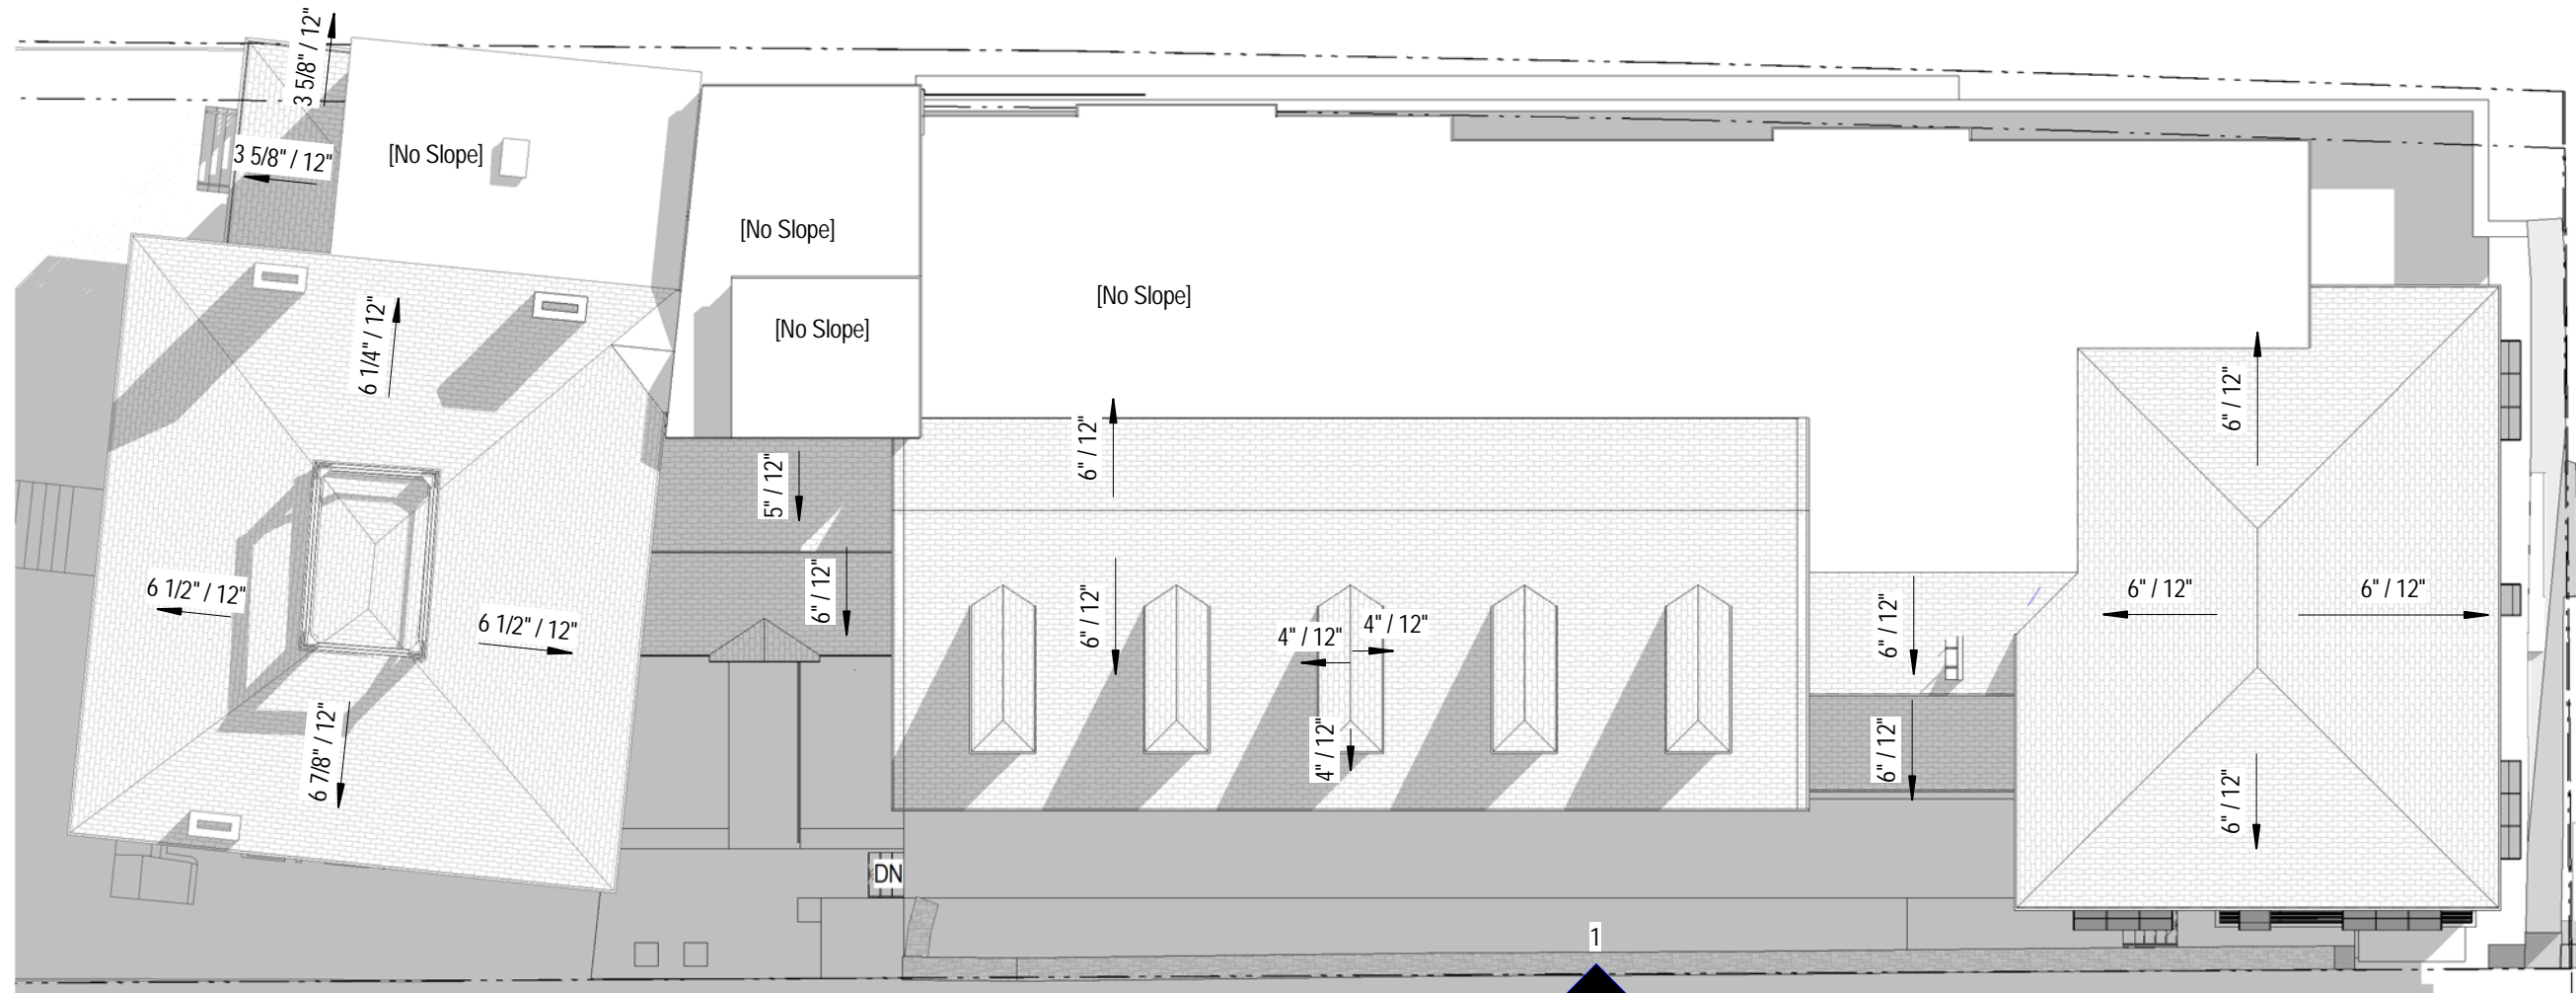 3 5/8" / 12"
3 5/8" / 12"
[No Slope]
[No Slope]
[No Slope]
[No Slope]
6 1/4" / 12"
6" / 12"
6" / 12"
5" / 12"
6 1/2" / 12"
6 1/2" / 12"
6" / 12"
6" / 12"
4" / 12"
4" / 12"
6" / 12"
6" / 12"
6" / 12"
6 7/8" / 12"
4" / 12"
6" / 12"
6" / 12"
DN
1